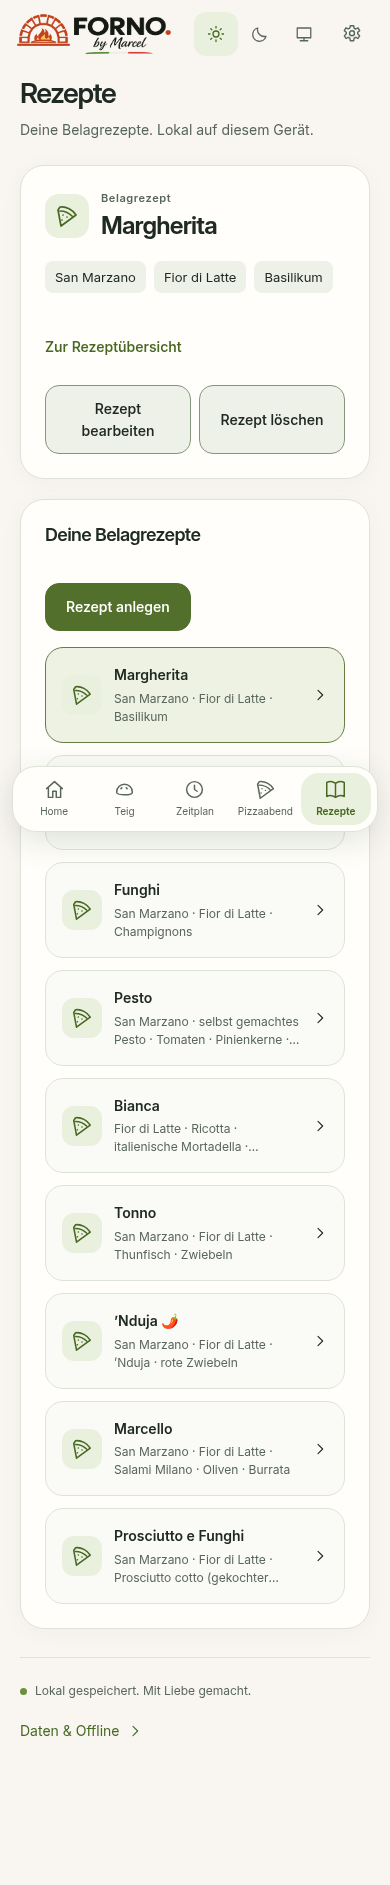 FORNO.
by Marcel
Rezepte
Deine Belagrezepte. Lokal auf diesem Gerät.
Belagrezept
Margherita
San Marzano
Fior di Latte
Basilikum
Zur Rezeptübersicht
Rezept
bearbeiten
Rezept löschen
Deine Belagrezepte
Rezept anlegen
Margherita
San Marzano · Fior di Latte ·
Basilikum
Home
Teig
Zeitplan
Pizzaabend
Rezepte
Funghi
San Marzano · Fior di Latte ·
Champignons
Pesto
San Marzano · selbst gemachtes
Pesto · Tomaten · Pinienkerne ·…
Bianca
Fior di Latte · Ricotta ·
italienische Mortadella ·…
Tonno
San Marzano · Fior di Latte ·
Thunfisch · Zwiebeln
’Nduja 🌶️
San Marzano · Fior di Latte ·
’Nduja · rote Zwiebeln
Marcello
San Marzano · Fior di Latte ·
Salami Milano · Oliven · Burrata
Prosciutto e Funghi
San Marzano · Fior di Latte ·
Prosciutto cotto (gekochter…
Lokal gespeichert. Mit Liebe gemacht.
Daten & Offline